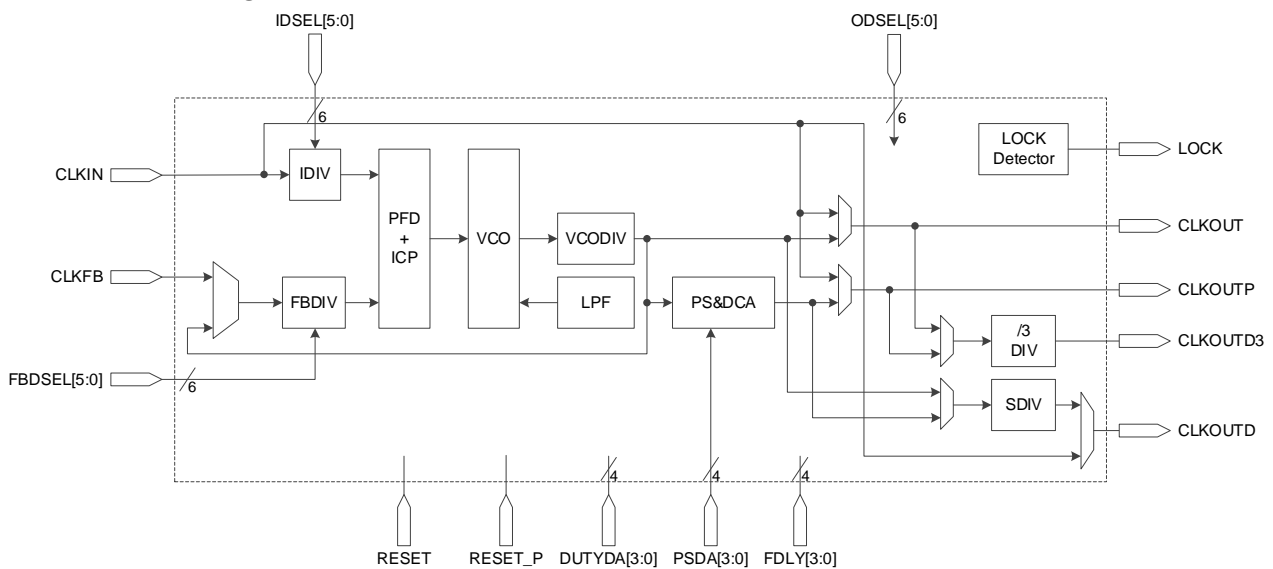 IDSEL[5:0]
ODSEL[5:0]
6
6
LOCK
Detector
LOCK
CLKIN
IDIV
PFD
+
ICP
VCO
VCODIV
CLKOUT
CLKFB
FBDIV
LPF
PS&DCA
CLKOUTP
/3
DIV
CLKOUTD3
FBDSEL[5:0]
6
SDIV
CLKOUTD
4
4
4
RESET
RESET_P
DUTYDA[3:0]
PSDA[3:0]
FDLY[3:0]